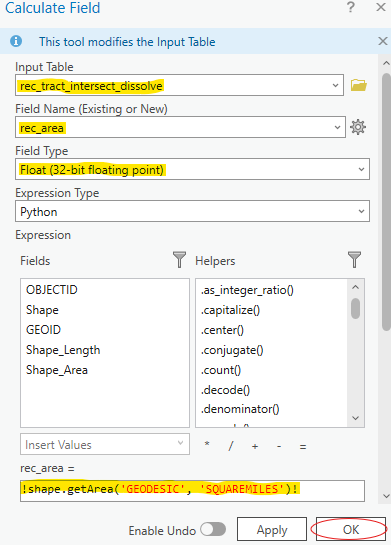 Calculate Field ? ×
This tool modifies the Input Table ×
Input Table
rec_tract_intersect_dissolve
Field Name (Existing or New)
rec_area
Field Type
Float (32-bit floating point)
Expression Type
Python
Expression
Fields Helpers
OBJECTID .as_integer_ratio()
Shape .capitalize()
GEOID .center()
Shape_Length .conjugate()
Shape_Area .count()
.decode()
.denominator()
Insert Values * / + - =
rec_area =
!shape.getArea('GEODESIC', 'SQUAREMILES')!
Enable Undo Apply OK